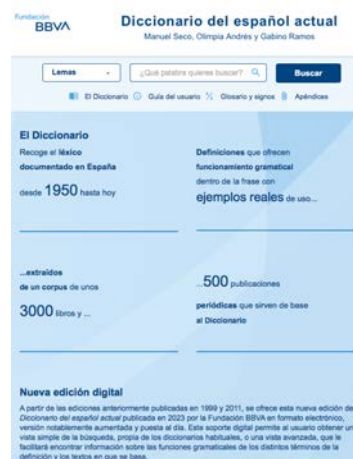 Fundación
BBVA
Diccionario del español actual
Manuel Seco, Olimpia Andrés y Gabino Ramos
Lemas
¿Qué palabra quieres buscar?
Buscar
El Diccionario
Guía del usuario
Glosario y signos
Apéndices
El Diccionario
Recoge el léxico
documentado en España
desde 1950 hasta hoy
Definiciones que ofrecen
funcionamiento gramatical
dentro de la frase con
ejemplos reales de uso...
...extraídos
de un corpus de unos
3000 libros y ...
...500 publicaciones
periódicas que sirven de base
al Diccionario
Nueva edición digital
A partir de las ediciones anteriormente publicadas en 1999 y 2011, se ofrece esta nueva edición del
Diccionario del español actual publicada en 2023 por la Fundación BBVA en formato electrónico,
versión notablemente aumentada y puesta al día. Este soporte digital permite al usuario obtener una
vista simple de la búsqueda, propia de los diccionarios habituales, o una vista avanzada, que le
facilitará encontrar información sobre las funciones gramaticales de los distintos términos de la
definición y los textos en que se basa.